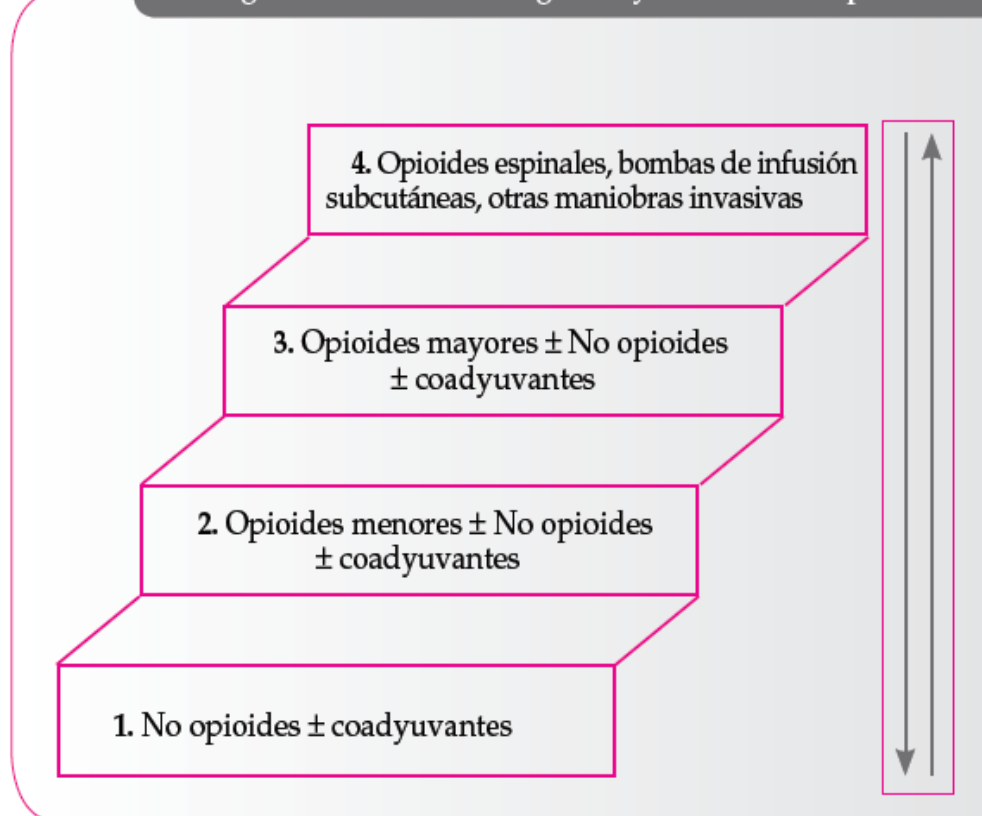 4. Opioides espinales, bombas de infusión
subcutáneas, otras maniobras invasivas
3. Opioides mayores ± No opioides
± coadyuvantes
2. Opioides menores ± No opioides
± coadyuvantes
1. No opioides ± coadyuvantes